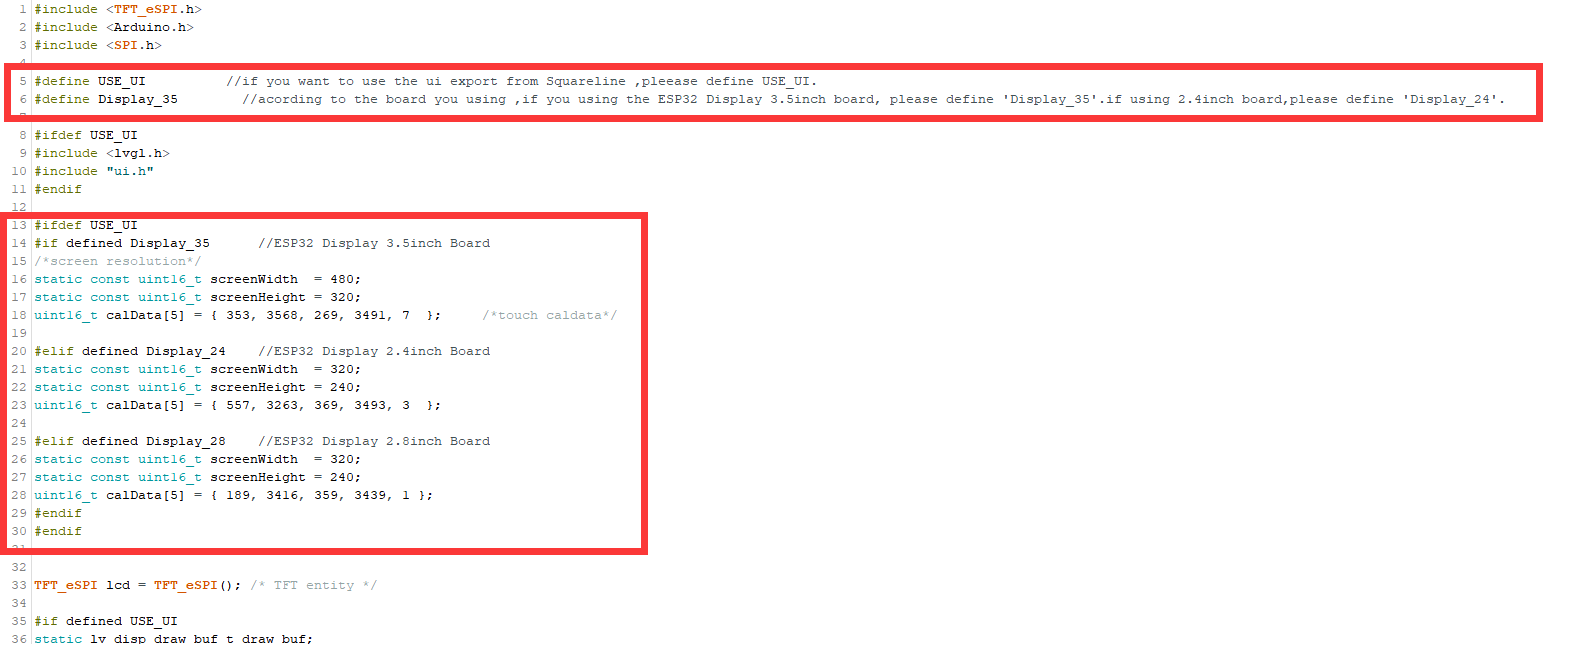 1 #include <TFT_eSPI.h>
2 #include <Arduino.h>
3 #include <SPI.h>
4
5 #define USE_UI //if you want to use the ui export from Squareline ,pleease define USE_UI.
6 #define Display_35 //acording to the board you using ,if you using the ESP32 Display 3.5inch board, please define 'Display_35'.if using 2.4inch board,please define 'Display_24'.
7
8 #ifdef USE_UI
9 #include <lvgl.h>
10 #include "ui.h"
11 #endif
12
13 #ifdef USE_UI
14 #if defined Display_35 //ESP32 Display 3.5inch Board
15 /*screen resolution*/
16 static const uint16_t screenWidth = 480;
17 static const uint16_t screenHeight = 320;
18 uint16_t calData[5] = { 353, 3568, 269, 3491, 7 }; /*touch caldata*/
19
20 #elif defined Display_24 //ESP32 Display 2.4inch Board
21 static const uint16_t screenWidth = 320;
22 static const uint16_t screenHeight = 240;
23 uint16_t calData[5] = { 557, 3263, 369, 3493, 3 };
24
25 #elif defined Display_28 //ESP32 Display 2.8inch Board
26 static const uint16_t screenWidth = 320;
27 static const uint16_t screenHeight = 240;
28 uint16_t calData[5] = { 189, 3416, 359, 3439, 1 };
29 #endif
30 #endif
31
32
33 TFT_eSPI lcd = TFT_eSPI(); /* TFT entity */
34
35 #if defined USE_UI
36 static lv_disp_draw_buf_t draw_buf;